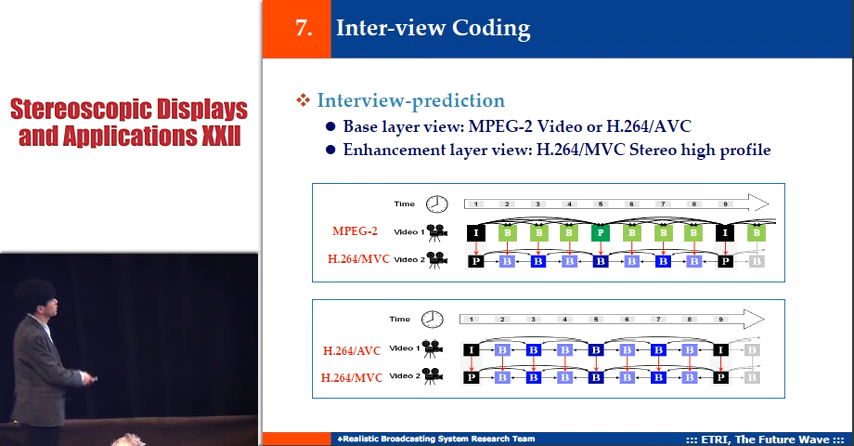 Stereoscopic Displays
and Applications XXII
7. Inter-view Coding
Interview-prediction
Base layer view: MPEG-2 Video or H.264/AVC
Enhancement layer view: H.264/MVC Stereo high profile
Time 1 2 3 4 5 6 7 8 9
MPEG-2 Video 1 I B B B P B B B I B
H.264/MVC Video 2 P B B B B B B B P B
Time 1 2 3 4 5 6 7 8 9
H.264/AVC Video 1 I B B B B B B B I B
H.264/MVC Video 2 P B B B B B B B P B
Realistic Broadcasting System Research Team
::: ETRI, The Future Wave :::